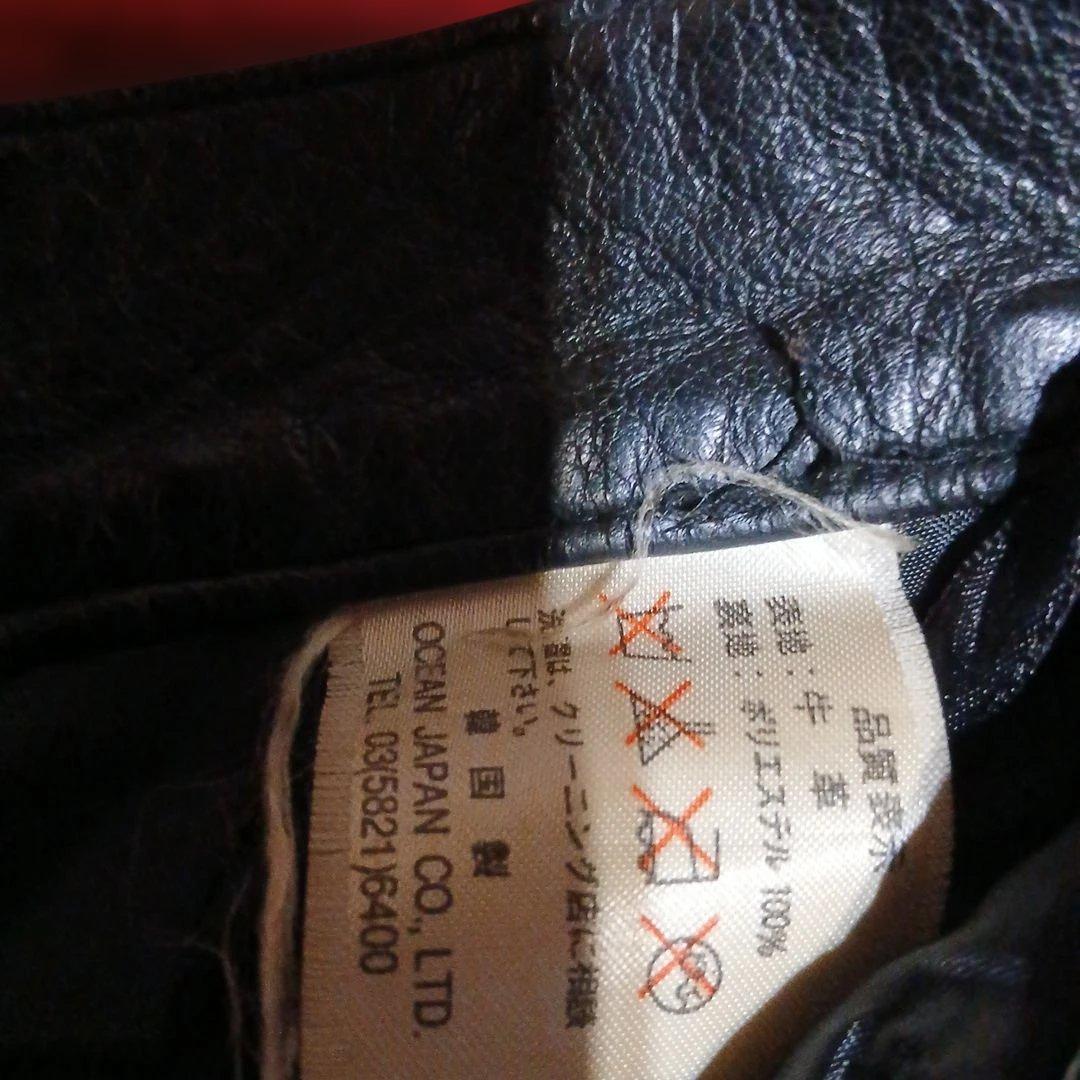 品質表示
表地: 牛 革
裏地: ポリエステル 100%
洗濯は、クリーニング店に相談
して下さい。
韓 国 製
OCEAN JAPAN CO., LTD.
TEL 03(5821)6400